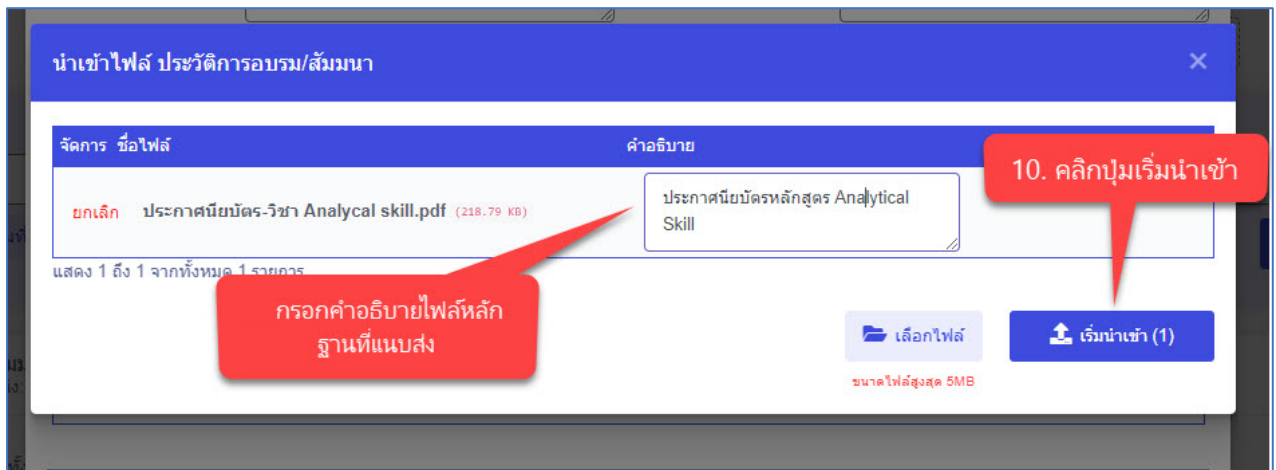 นำเข้าไฟล์ ประวัติการอบรม/สัมมนา
×
จัดการ ชื่อไฟล์ คำอธิบาย
10. คลิกปุ่มเริ่มนำเข้า
ยกเลิก ประกาศนียบัตร-วิชา Analycal skill.pdf (218.79 KB)
ประกาศนียบัตรหลักสูตร Analytical
Skill
แสดง 1 ถึง 1 จากทั้งหมด 1 รายการ
กรอกคำอธิบายไฟล์หลัก
ฐานที่แนบส่ง
เลือกไฟล์
เริ่มนำเข้า (1)
ขนาดไฟล์สูงสุด 5MB